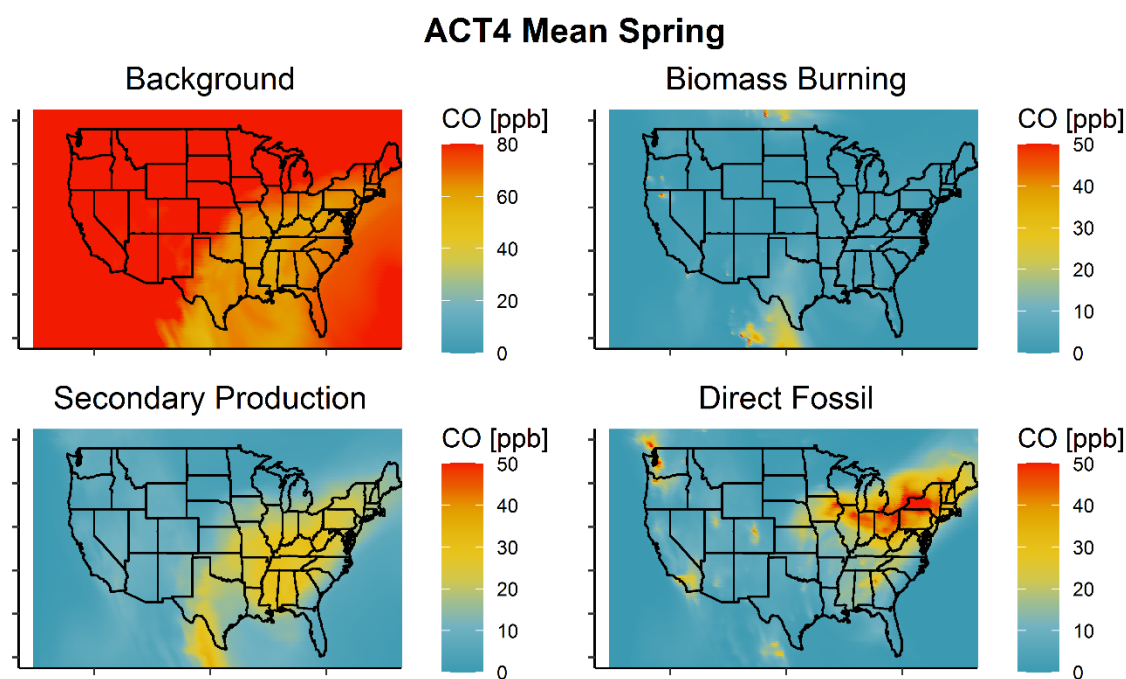 ACT4 Mean Spring
Background
Biomass Burning
CO [ppb]
80
60
40
20
0
CO [ppb]
50
40
30
20
10
0
Secondary Production
Direct Fossil
CO [ppb]
50
40
30
20
10
0
CO [ppb]
50
40
30
20
10
0